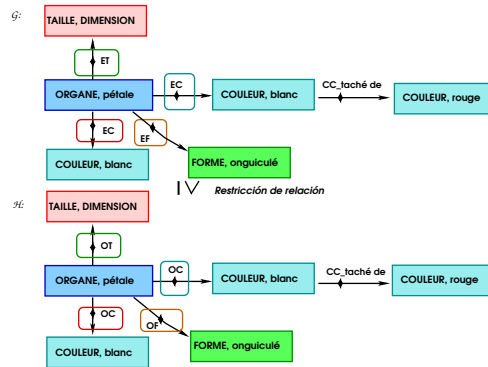 G:
TAILLE, DIMENSION
ET
ORGANE, pétale
EC
COULEUR, blanc
CC_taché de
COULEUR, rouge
EC
EF
COULEUR, blanc
FORME, onguiculé
Restricción de relación
H:
TAILLE, DIMENSION
OT
ORGANE, pétale
OC
COULEUR, blanc
CC_taché de
COULEUR, rouge
OC
OF
COULEUR, blanc
FORME, onguiculé